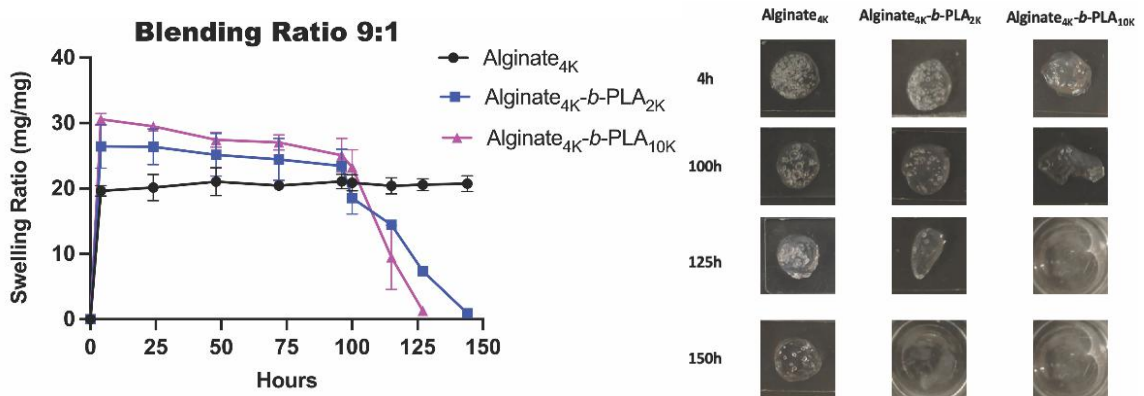 Blending Ratio 9:1
Swelling Ratio (mg/mg)
40
30
20
10
0
0 25 50 75 100 125 150
Hours
Alginate4K
Alginate4K-b-PLA2K
Alginate4K-b-PLA10K
Alginate4K Alginate4K-b-PLA2K Alginate4K-b-PLA10K
4h
100h
125h
150h